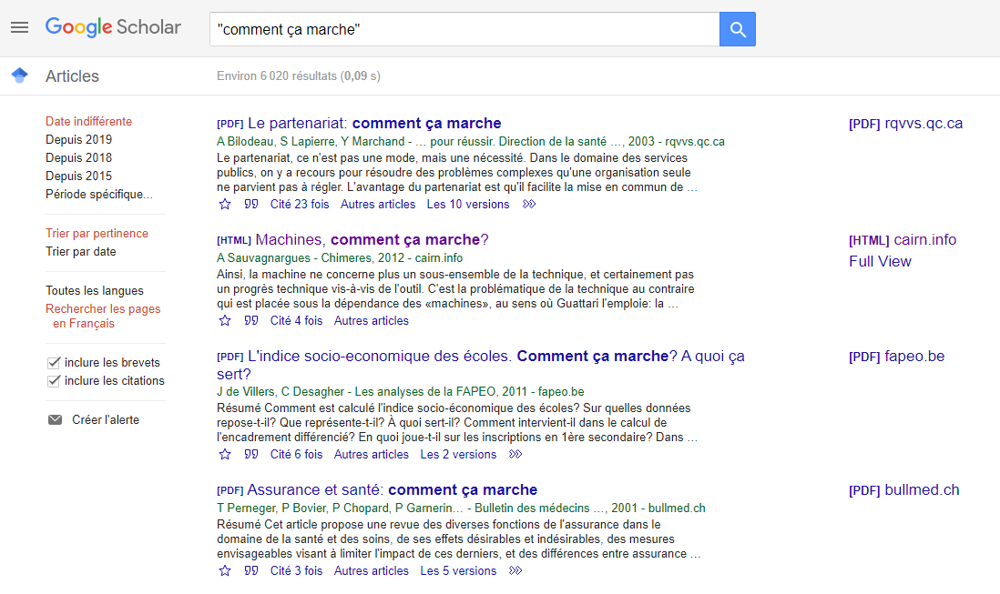 Google Scholar
"comment ça marche"
Articles
Environ 6 020 résultats (0,09 s)
Date indifférente
Depuis 2019
Depuis 2018
Depuis 2015
Période spécifique...
Trier par pertinence
Trier par date
Toutes les langues
Rechercher les pages
en Français
inclure les brevets
inclure les citations
Créer l'alerte
[PDF] Le partenariat: comment ça marche
A Bilodeau, S Lapierre, Y Marchand - … pour réussir. Direction de la santé …, 2003 - rqvvs.qc.ca
Le partenariat, ce n'est pas une mode, mais une nécessité. Dans le domaine des services
publics, on y a recours pour résoudre des problèmes complexes qu'une organisation seule
ne parvient pas à régler. L'avantage du partenariat est qu'il facilite la mise en commun de …
Cité 23 fois Autres articles Les 10 versions
[PDF] rqvvs.qc.ca
[HTML] Machines, comment ça marche?
A Sauvagnargues - Chimeres, 2012 - cairn.info
Ainsi, la machine ne concerne plus un sous-ensemble de la technique, et certainement pas
un progrès technique vis-à-vis de l'outil. C'est la problématique de la technique au contraire
qui est placée sous la dépendance des «machines», au sens où Guattari l'emploie: la …
Cité 4 fois Autres articles
[HTML] cairn.info
Full View
[PDF] L'indice socio-economique des écoles. Comment ça marche? A quoi ça
sert?
J de Villers, C Desagher - Les analyses de la FAPEO, 2011 - fapeo.be
Résumé Comment est calculé l'indice socio-économique des écoles? Sur quelles données
repose-t-il? Que représente-t-il? À quoi sert-il? Comment intervient-il dans le calcul de
l'encadrement différencié? En quoi joue-t-il sur les inscriptions en 1ère secondaire? Dans …
Cité 6 fois Autres articles Les 2 versions
[PDF] fapeo.be
[PDF] Assurance et santé: comment ça marche
T Perneger, P Bovier, P Chopard, P Garnerin… - Bulletin des médecins …, 2001 - bullmed.ch
Résumé Cet article propose une revue des diverses fonctions de l'assurance dans le
domaine de la santé et des soins, de ses effets désirables et indésirables, des mesures
envisageables visant à limiter l'impact de ces derniers, et des différences entre assurance …
Cité 3 fois Autres articles Les 5 versions
[PDF] bullmed.ch